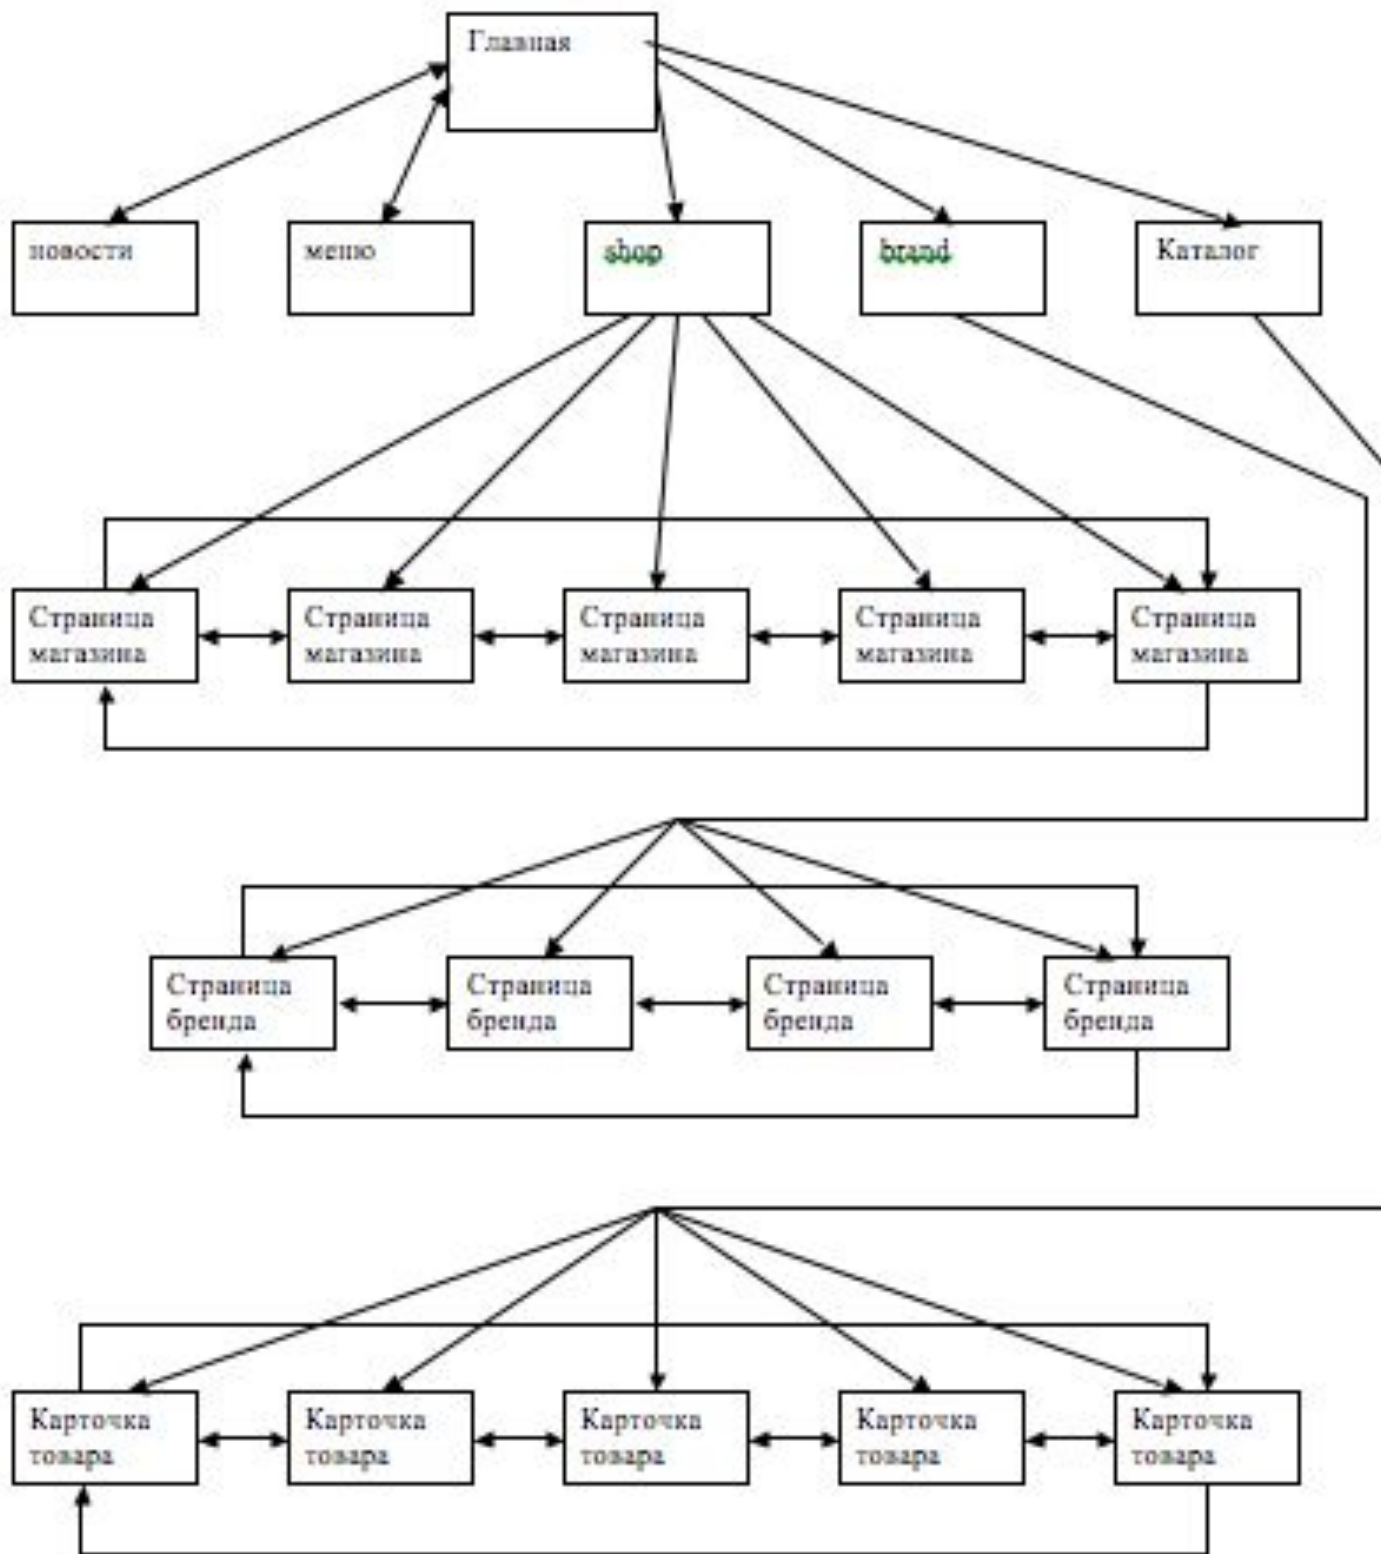 Главная
новости
меню
shop
brand
Каталог
Страница
магазина
Страница
магазина
Страница
магазина
Страница
магазина
Страница
магазина
Страница
бренда
Страница
бренда
Страница
бренда
Страница
бренда
Карточка
товара
Карточка
товара
Карточка
товара
Карточка
товара
Карточка
товара